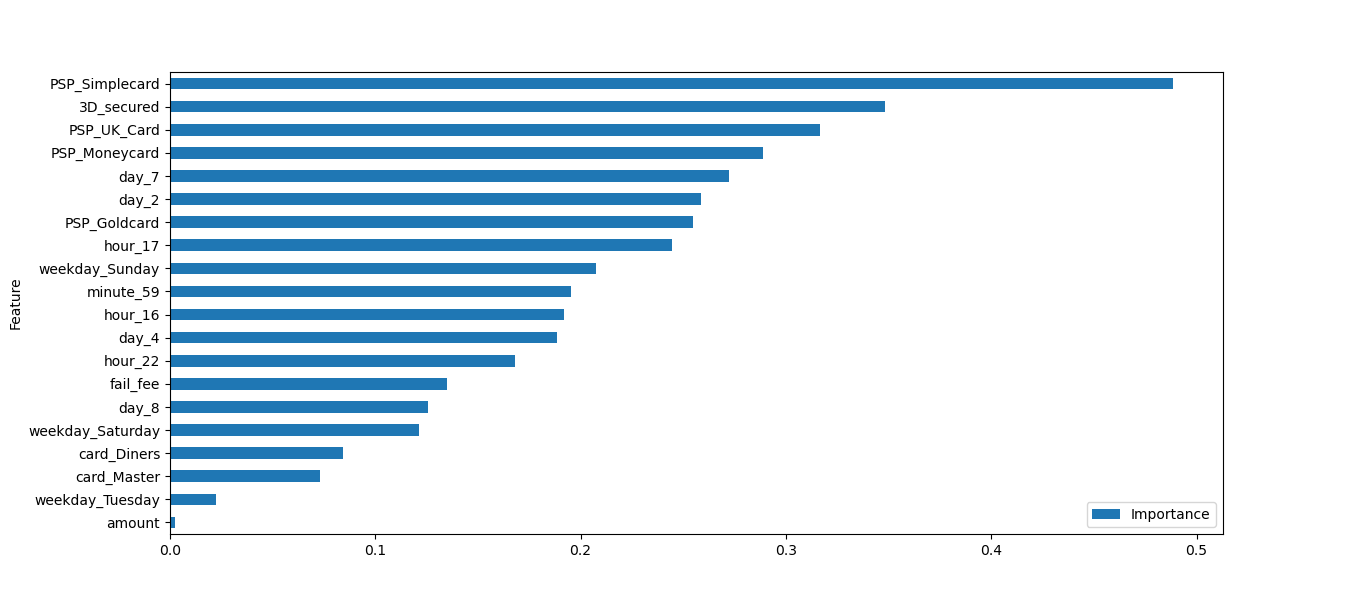 PSP_Simplecard
3D_secured
PSP_UK_Card
PSP_Moneycard
day_7
day_2
PSP_Goldcard
hour_17
weekday_Sunday
minute_59
hour_16
day_4
hour_22
fail_fee
day_8
weekday_Saturday
card_Diners
card_Master
weekday_Tuesday
amount
Feature
Importance
0.0 0.1 0.2 0.3 0.4 0.5